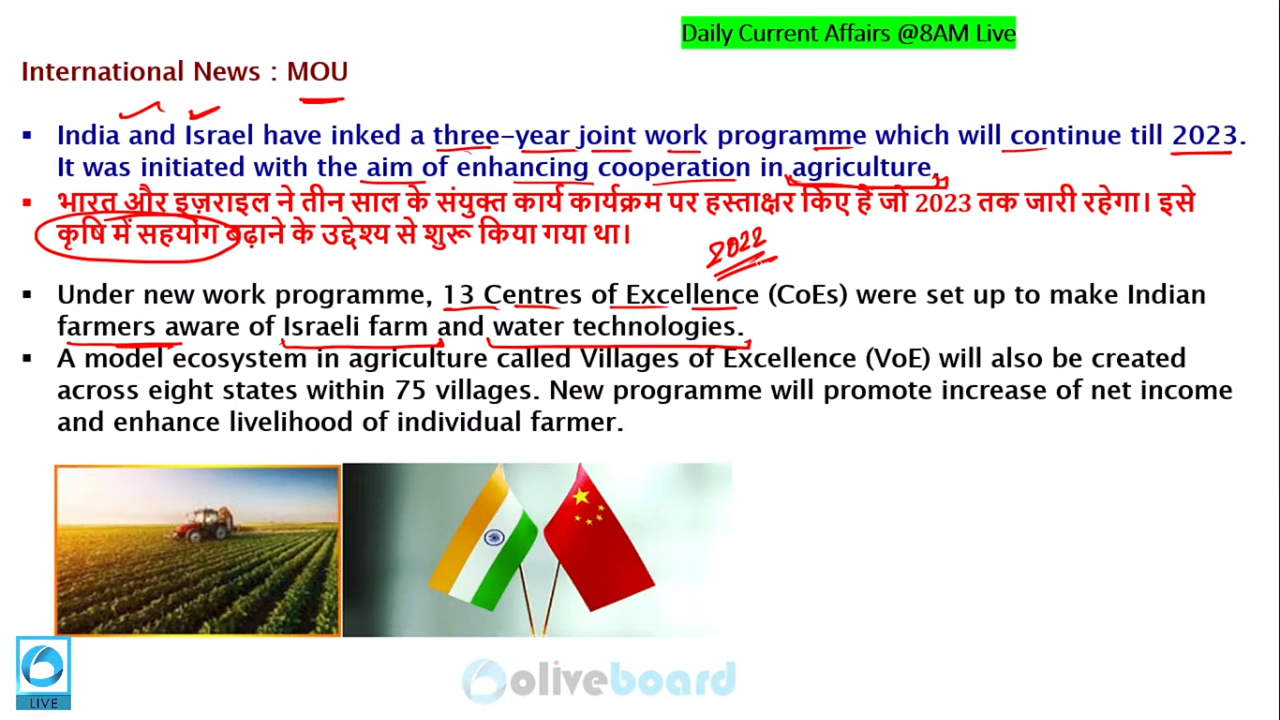 Daily Current Affairs @8AM Live
International News : MOU
▪ India and Israel have inked a three-year joint work programme which will continue till 2023.
It was initiated with the aim of enhancing cooperation in agriculture.
▪ भारत और इज़राइल ने तीन साल के संयुक्त कार्य कार्यक्रम पर हस्ताक्षर किए हैं जो 2023 तक जारी रहेगा। इसे
कृषि में सहयोग बढ़ाने के उद्देश्य से शुरू किया गया था।
2022
▪ Under new work programme, 13 Centres of Excellence (CoEs) were set up to make Indian
farmers aware of Israeli farm and water technologies.
▪ A model ecosystem in agriculture called Villages of Excellence (VoE) will also be created
across eight states within 75 villages. New programme will promote increase of net income
and enhance livelihood of individual farmer.
LIVE
oliveboard